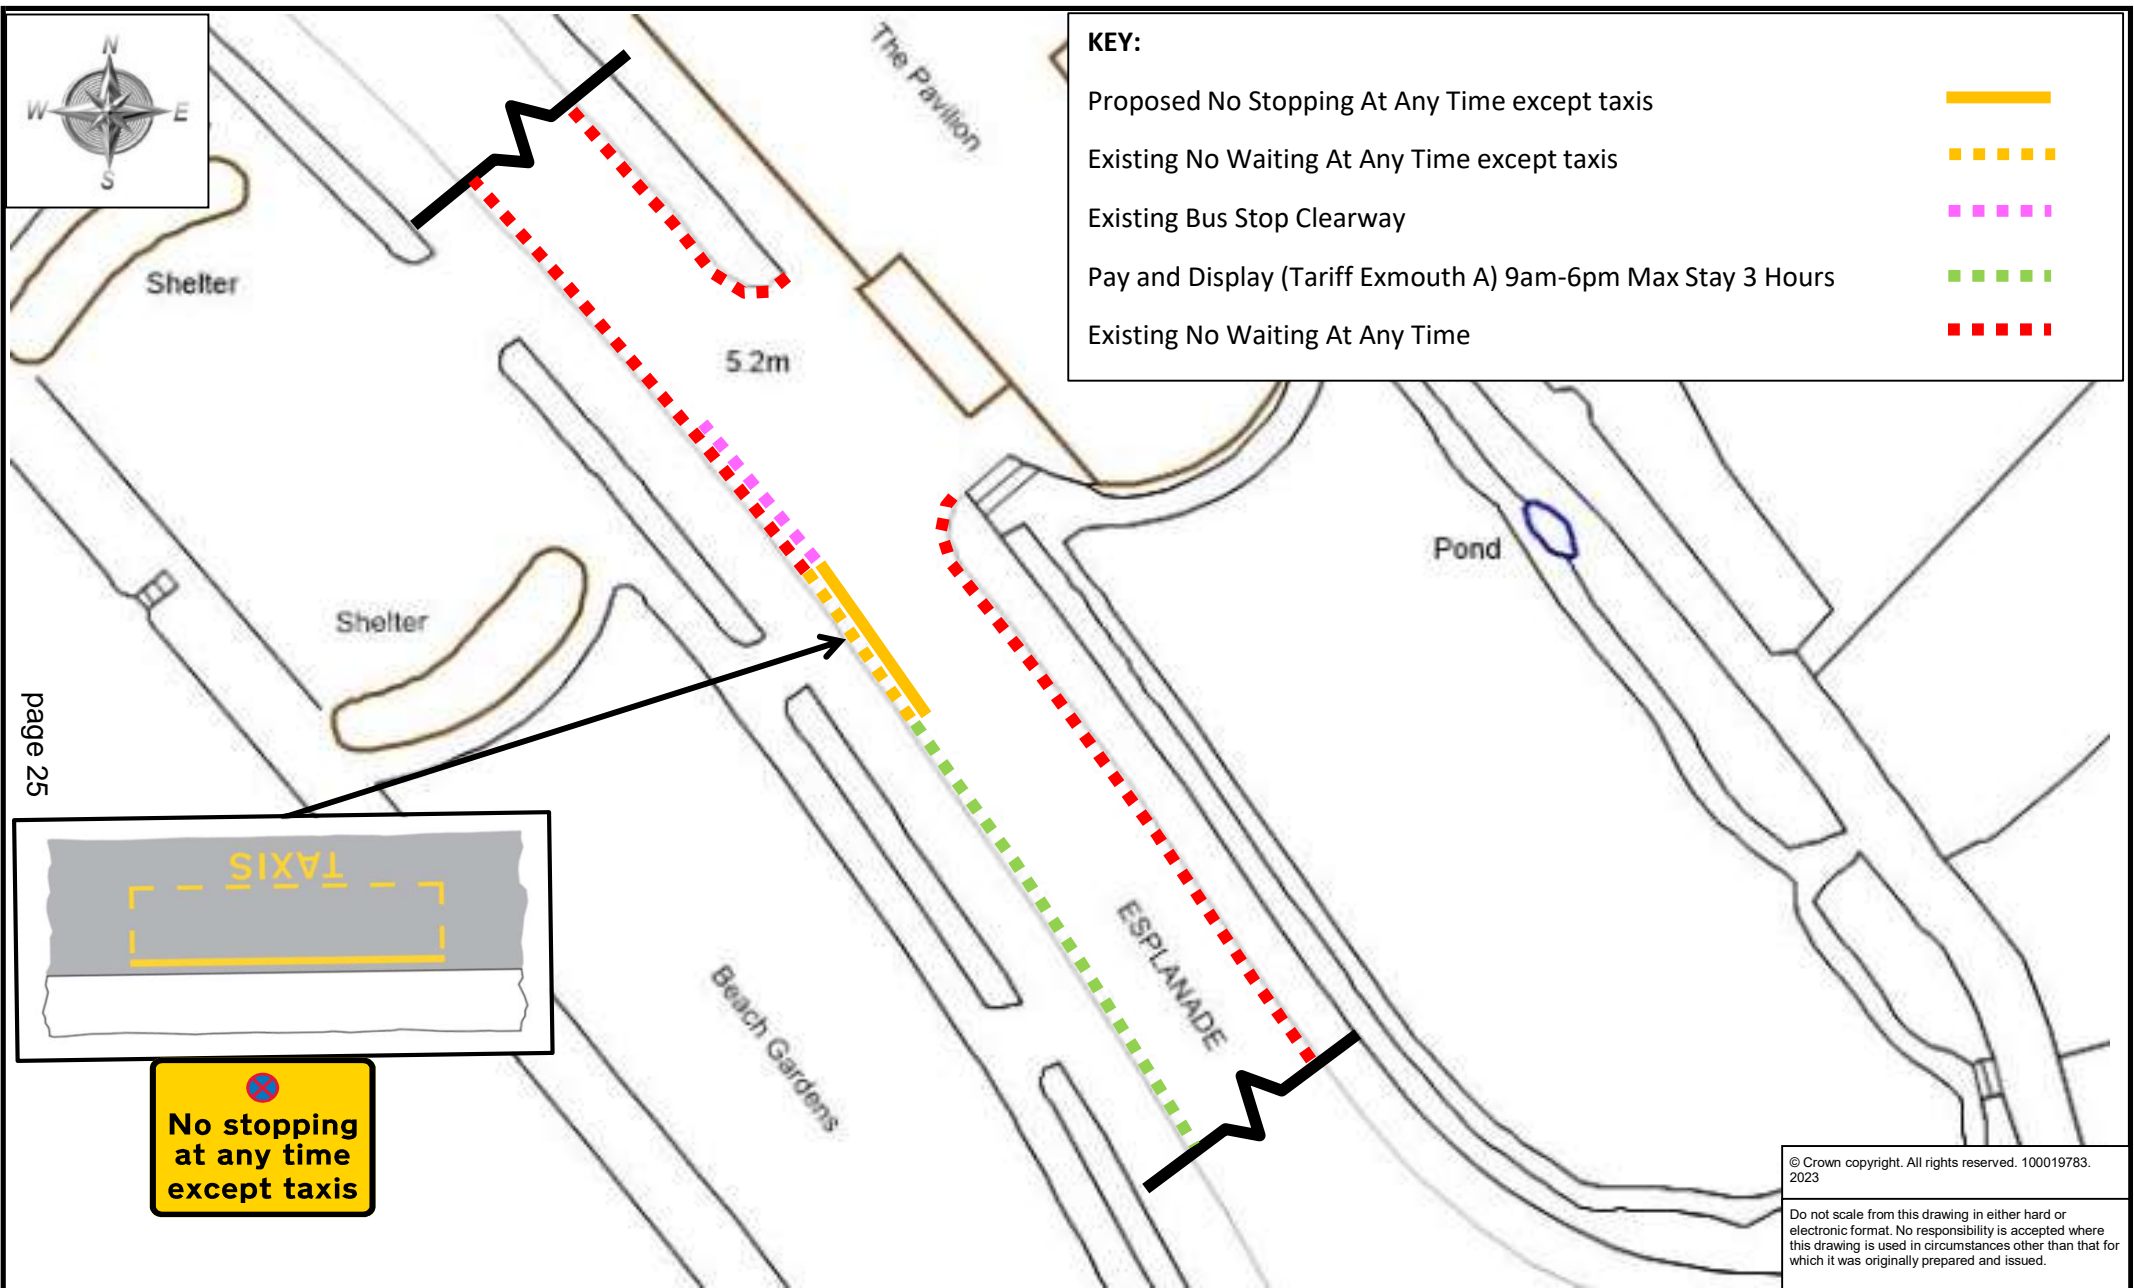 N
W
E
S
The Pavilion
KEY:
Proposed No Stopping At Any Time except taxis
Existing No Waiting At Any Time except taxis
Existing Bus Stop Clearway
Pay and Display (Tariff Exmouth A) 9am-6pm Max Stay 3 Hours
Existing No Waiting At Any Time
Shelter
5.2m
Pond
Shelter
page 25
TAXIS
ESPLANADE
Beach Gardens
No stopping
at any time
except taxis
© Crown copyright. All rights reserved. 100019783.
2023
Do not scale from this drawing in either hard or
electronic format. No responsibility is accepted where
this drawing is used in circumstances other than that for
which it was originally prepared and issued.